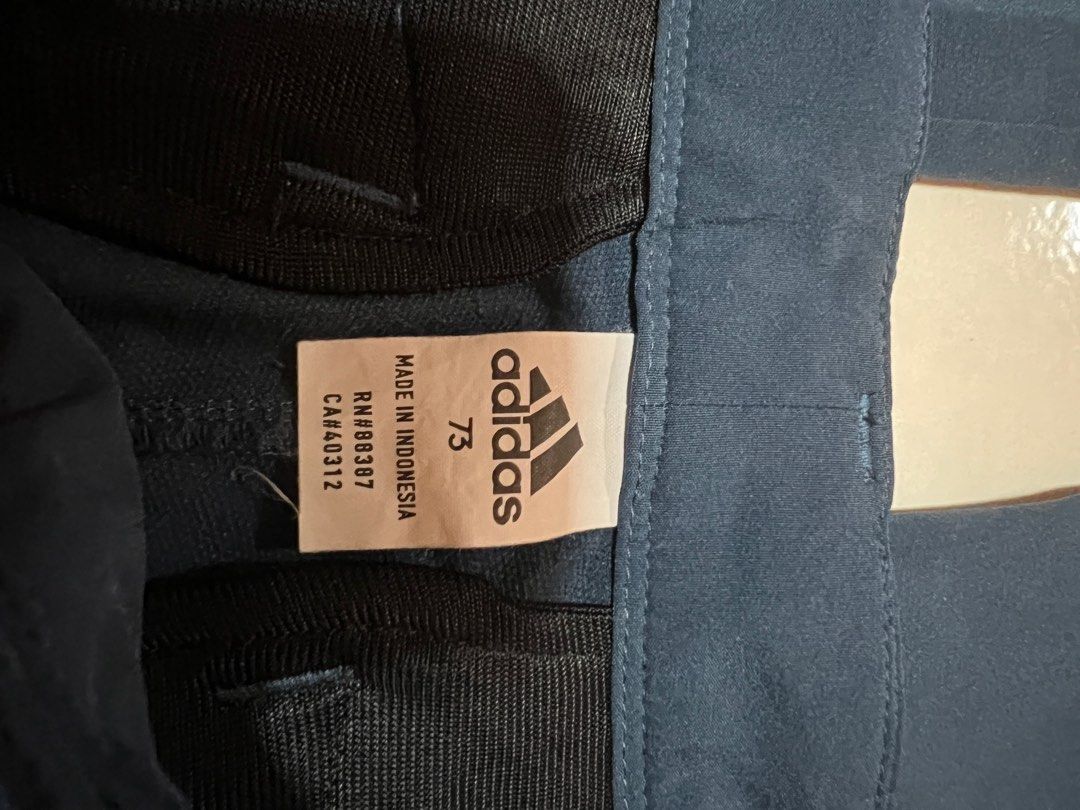 adidas
73
MADE IN INDONESIA
RN#88387
CA#40312